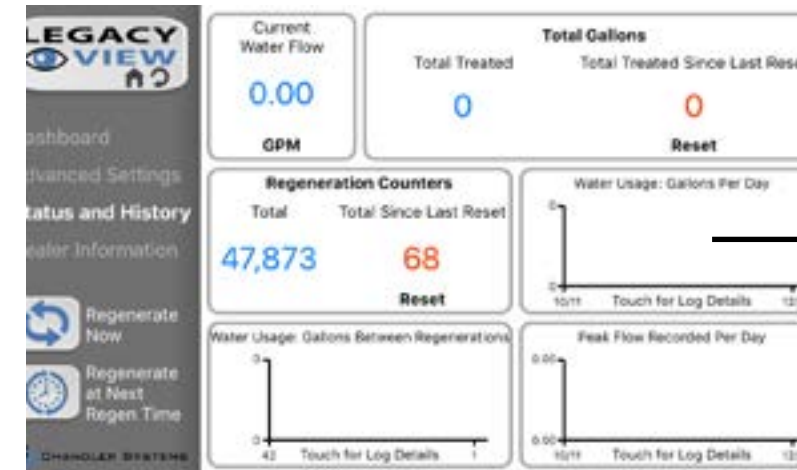 LEGACY
VIEW
ashboard
dvanced Settings
tatus and History
ealer Information
Regenerate
Now
Regenerate
at Next
Regen Time
CHANDLER SYSTEMS
Current
Water Flow
0.00
GPM
Total Gallons
Total Treated
Total Treated Since Last Rese
0
0
Reset
Regeneration Counters
Total
Total Since Last Reset
47,873
68
Reset
Water Usage: Gallons Per Day
0
0
10/11
Touch for Log Details
Water Usage: Gallons Between Regenerations
0
0
42
Touch for Log Details
1
Peak Flow Recorded Per Day
0.00
0.00
10/11
Touch for Log Details